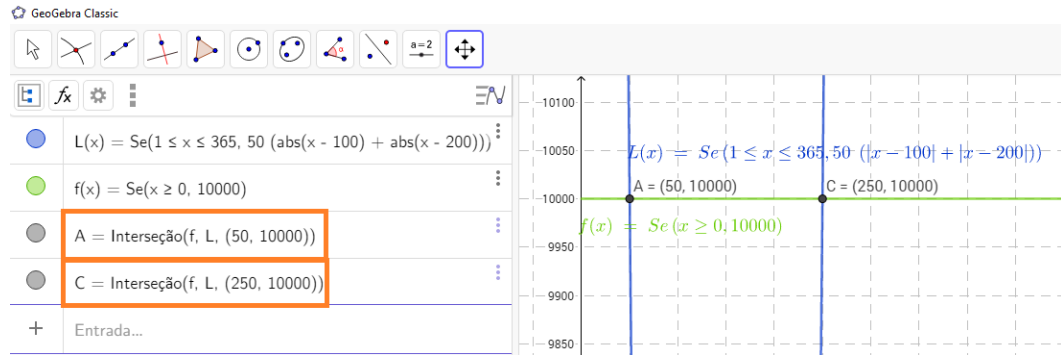 GeoGebra Classic
a=2
fx
L(x) = Se(1 ≤ x ≤ 365, 50 (abs(x - 100) + abs(x - 200)))
f(x) = Se(x ≥ 0, 10000)
A = Interseção(f, L, (50, 10000))
C = Interseção(f, L, (250, 10000))
+ Entrada...
10100
10050
L(x) = Se (1 ≤ x ≤ 365, 50 (|x − 100| + |x − 200|))
A = (50, 10000)
C = (250, 10000)
10000
f(x) = Se (x ≥ 0, 10000)
9950
9900
9850